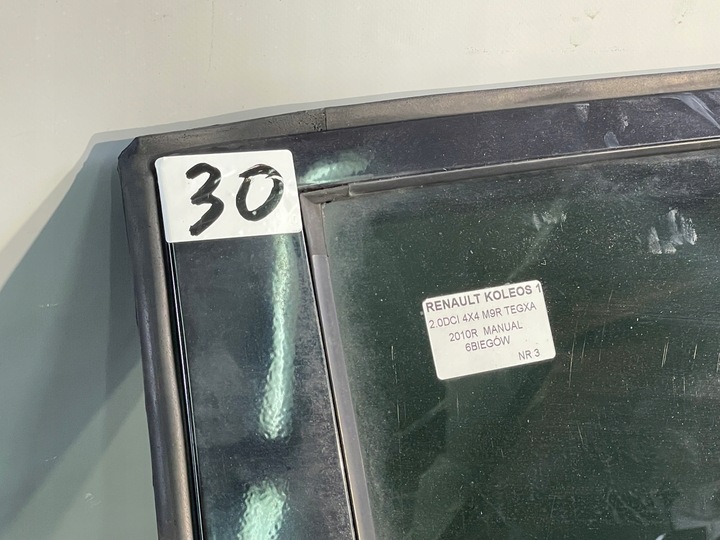 30
RENAULT KOLEOS 1
2.0DCI 4X4 M9R TEGXA
2010R MANUAL
6BIEGÓW
NR 3